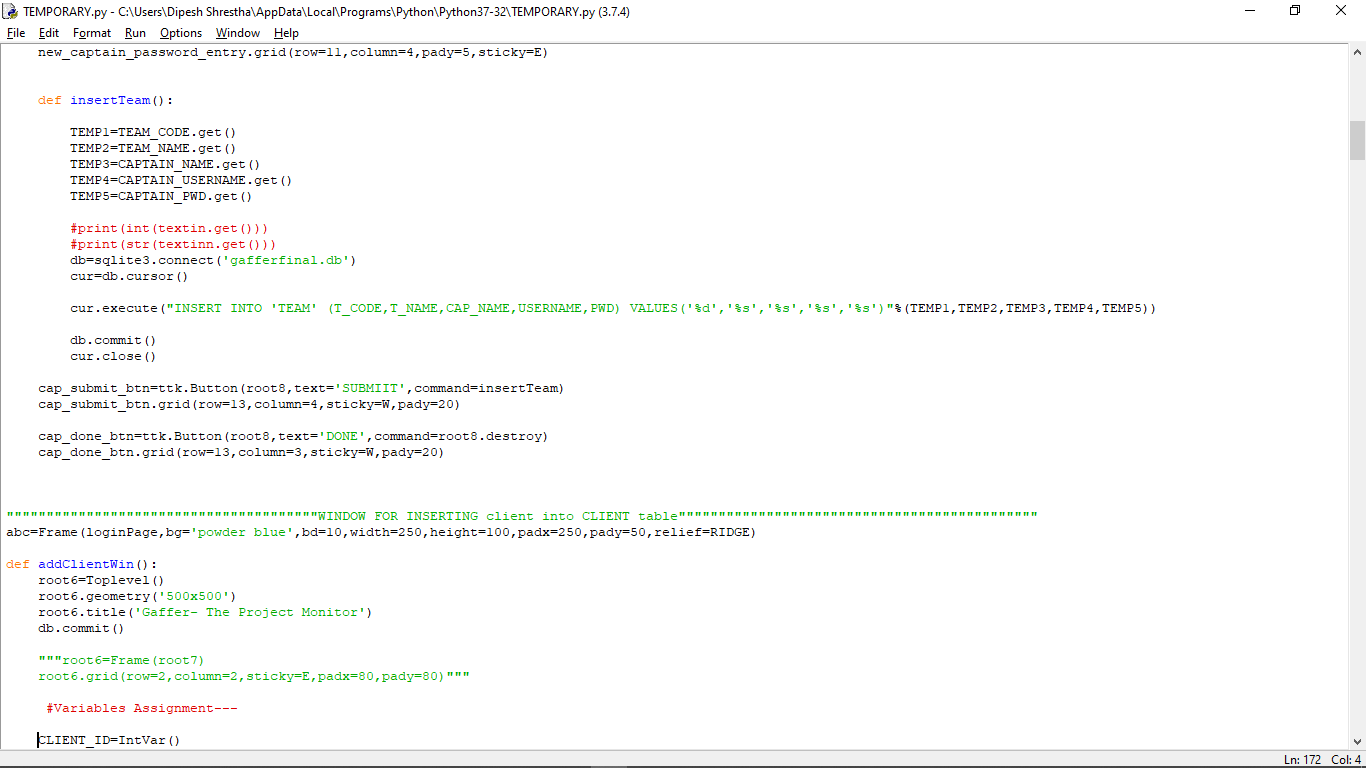 TEMPORARY.py - C:\Users\Dipesh Shrestha\AppData\Local\Programs\Python\Python37-32\TEMPORARY.py (3.7.4)
File Edit Format Run Options Window Help
new_captain_password_entry.grid(row=11,column=4,pady=5,sticky=E)
def insertTeam():
TEMP1=TEAM_CODE.get()
TEMP2=TEAM_NAME.get()
TEMP3=CAPTAIN_NAME.get()
TEMP4=CAPTAIN_USERNAME.get()
TEMP5=CAPTAIN_PWD.get()
#print(int(textin.get()))
#print(str(textinn.get()))
db=sqlite3.connect('gafferfinal.db')
cur=db.cursor()
cur.execute("INSERT INTO 'TEAM' (T_CODE,T_NAME,CAP_NAME,USERNAME,PWD) VALUES('%d','%s','%s','%s','%s')"%(TEMP1,TEMP2,TEMP3,TEMP4,TEMP5))
db.commit()
cur.close()
cap_submit_btn=ttk.Button(root8,text='SUBMIIT',command=insertTeam)
cap_submit_btn.grid(row=13,column=4,sticky=W,pady=20)
cap_done_btn=ttk.Button(root8,text='DONE',command=root8.destroy)
cap_done_btn.grid(row=13,column=3,sticky=W,pady=20)
"""""""""""""""""""""""""""""""""""""""WINDOW FOR INSERTING client into CLIENT table"""""""""""""""""""""""""""""""""""""""""""""
abc=Frame(loginPage,bg='powder blue',bd=10,width=250,height=100,padx=250,pady=50,relief=RIDGE)
def addClientWin():
root6=Toplevel()
root6.geometry('500x500')
root6.title('Gaffer- The Project Monitor')
db.commit()
"""root6=Frame(root7)
root6.grid(row=2,column=2,sticky=E,padx=80,pady=80)"""
#Variables Assignment---
CLIENT_ID=IntVar()
Ln: 172 Col: 4